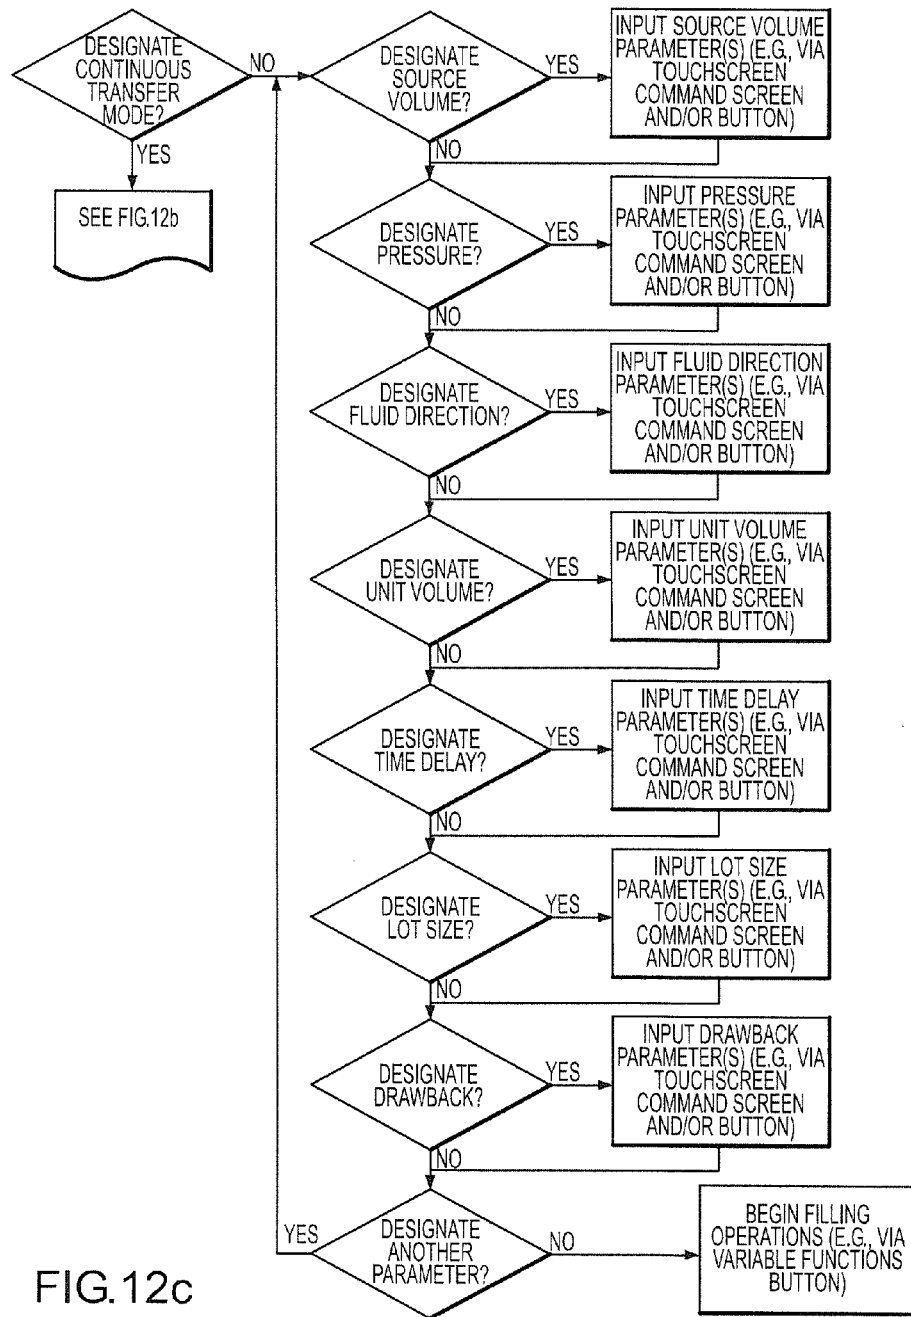 DESIGNATE
CONTINUOUS
TRANSFER
MODE?
NO
YES
SEE FIG.12b
DESIGNATE
SOURCE
VOLUME?
YES
NO
INPUT SOURCE VOLUME
PARAMETER(S) (E.G., VIA
TOUCHSCREEN
COMMAND SCREEN
AND/OR BUTTON)
DESIGNATE
PRESSURE?
YES
NO
INPUT PRESSURE
PARAMETER(S) (E.G., VIA
TOUCHSCREEN
COMMAND SCREEN
AND/OR BUTTON)
DESIGNATE
FLUID DIRECTION?
YES
NO
INPUT FLUID DIRECTION
PARAMETER(S) (E.G., VIA
TOUCHSCREEN
COMMAND SCREEN
AND/OR BUTTON)
DESIGNATE
UNIT VOLUME?
YES
NO
INPUT UNIT VOLUME
PARAMETER(S) (E.G., VIA
TOUCHSCREEN
COMMAND SCREEN
AND/OR BUTTON)
DESIGNATE
TIME DELAY?
YES
NO
INPUT TIME DELAY
PARAMETER(S) (E.G., VIA
TOUCHSCREEN
COMMAND SCREEN
AND/OR BUTTON)
DESIGNATE
LOT SIZE?
YES
NO
INPUT LOT SIZE
PARAMETER(S) (E.G., VIA
TOUCHSCREEN
COMMAND SCREEN
AND/OR BUTTON)
DESIGNATE
DRAWBACK?
YES
NO
INPUT DRAWBACK
PARAMETER(S) (E.G., VIA
TOUCHSCREEN
COMMAND SCREEN
AND/OR BUTTON)
YES
DESIGNATE
ANOTHER
PARAMETER?
NO
BEGIN FILLING
OPERATIONS (E.G., VIA
VARIABLE FUNCTIONS
BUTTON)
FIG.12c